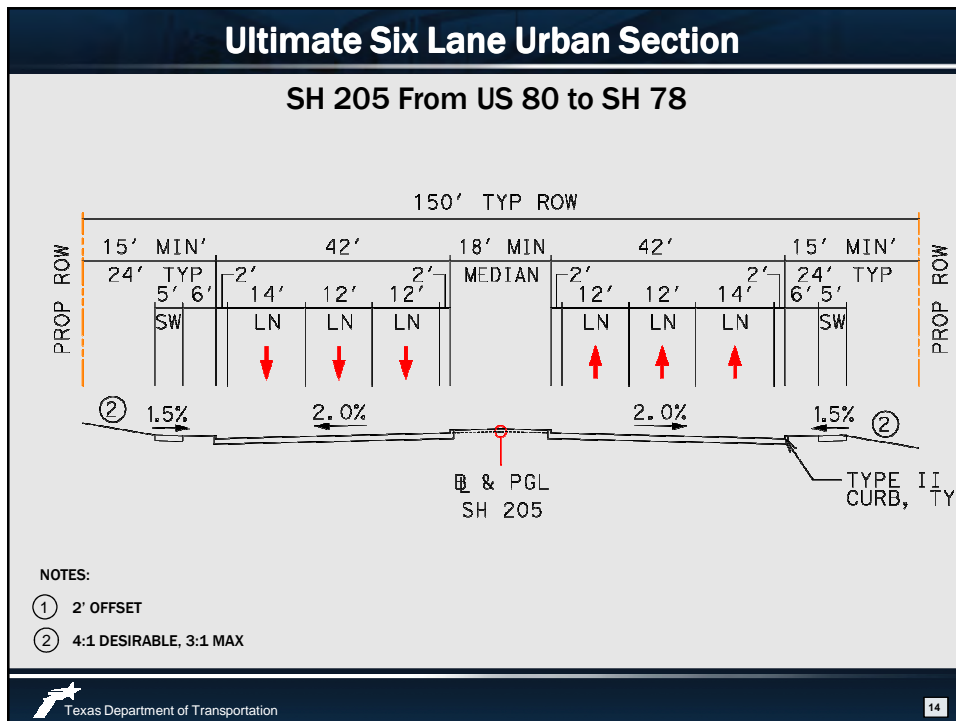 Ultimate Six Lane Urban Section
SH 205 From US 80 to SH 78
150' TYP ROW
15' MIN' 42' 18' MIN 42' 15' MIN'
24' TYP 2' 2' MEDIAN 2' 2' 24' TYP
5' 6' 14' 12' 12' 12' 12' 14' 6' 5'
SW LN LN LN LN LN LN SW
PROP ROW
PROP ROW
2 1.5% 2.0% 2.0% 1.5% 2
BL & PGL
SH 205
TYPE II
CURB, TY
NOTES:
1 2' OFFSET
2 4:1 DESIRABLE, 3:1 MAX
Texas Department of Transportation
14